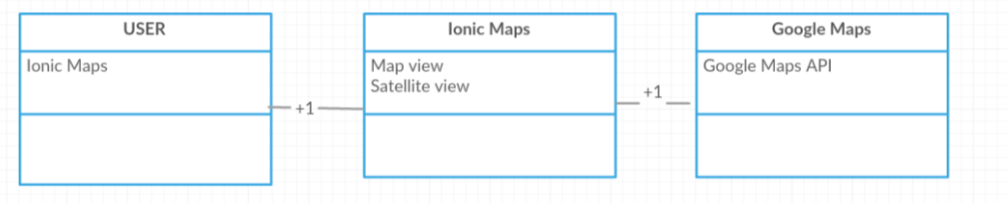 USER
Ionic Maps
+1
Ionic Maps
Map view
Satellite view
+1
Google Maps
Google Maps API